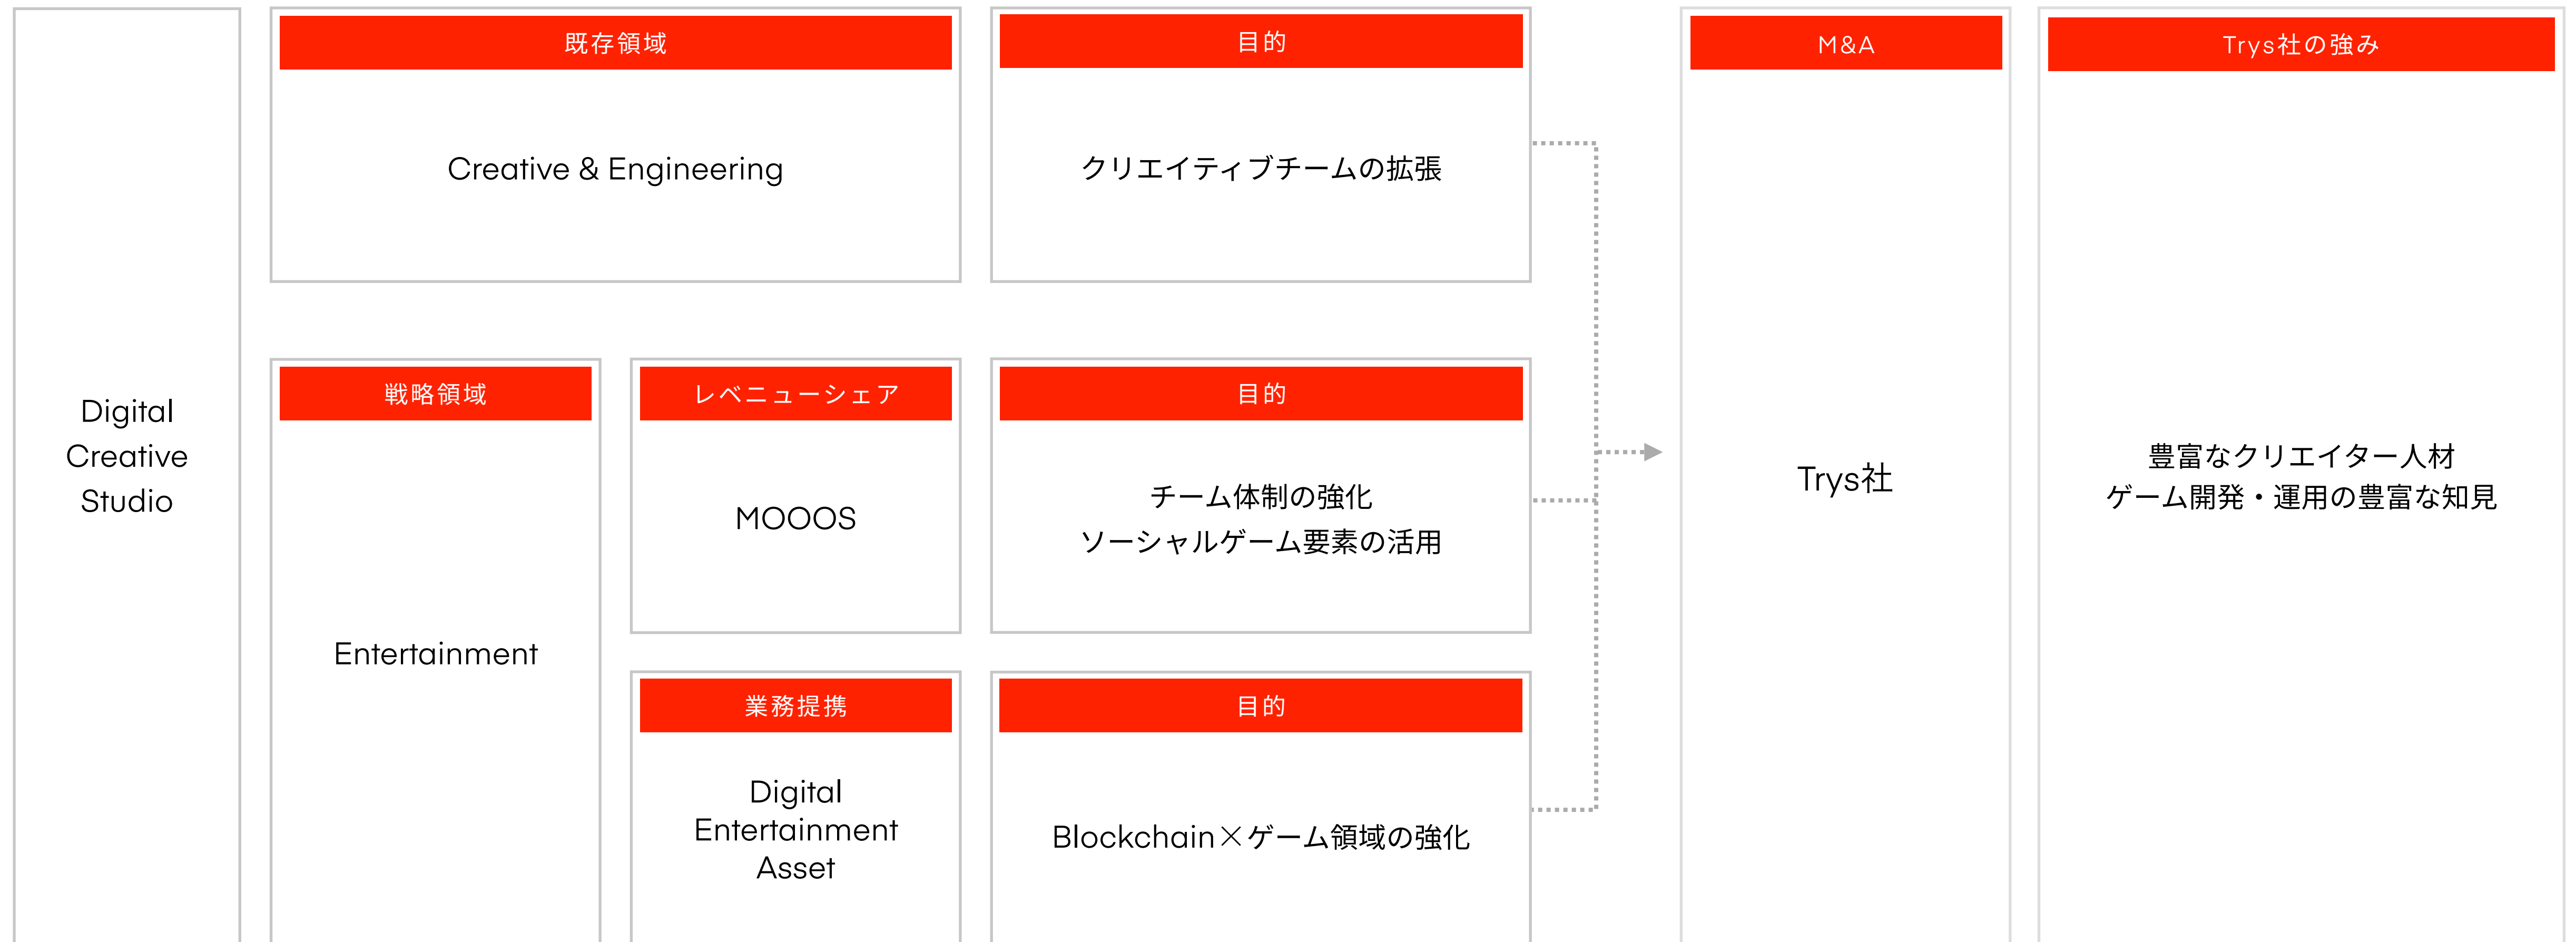 Digital
Creative
Studio
既存領域
Creative & Engineering
目的
クリエイティブチームの拡張
戦略領域
Entertainment
レベニューシェア
MOOOS
目的
チーム体制の強化
ソーシャルゲーム要素の活用
業務提携
Digital
Entertainment
Asset
目的
Blockchain×ゲーム領域の強化
M&A
Trys社
Trys社の強み
豊富なクリエイター人材
ゲーム開発・運用の豊富な知見